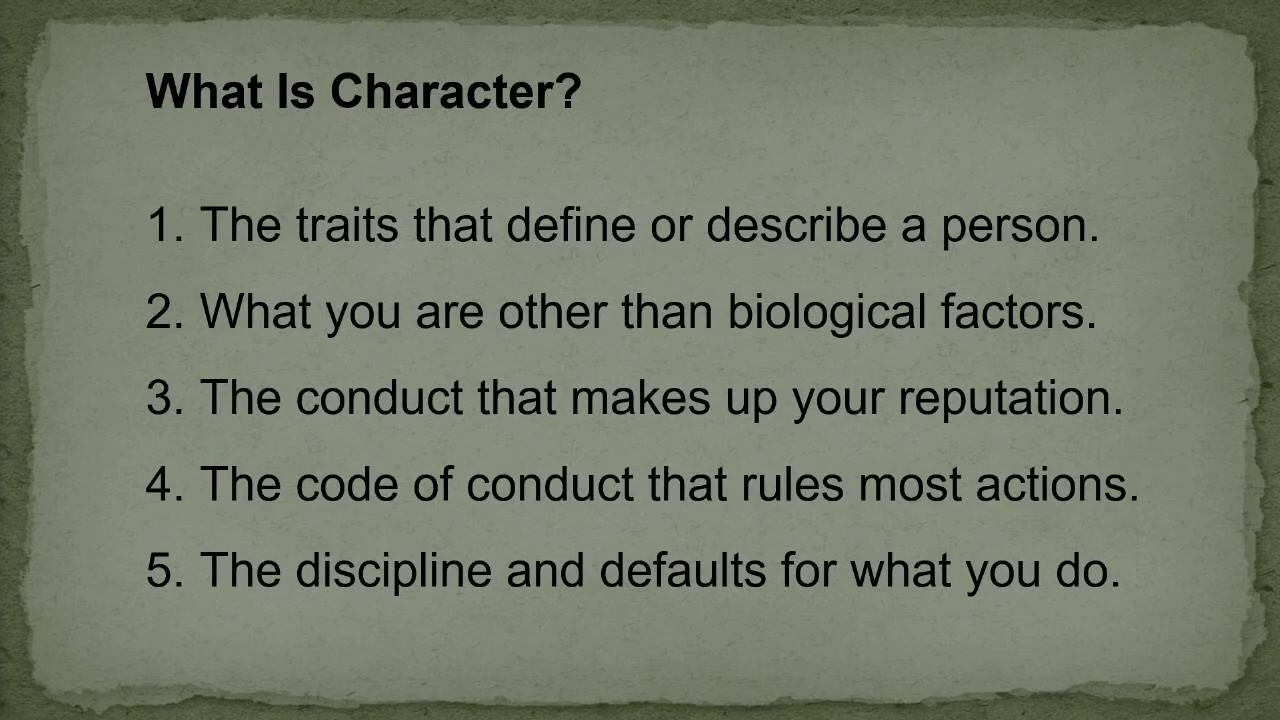 What Is Character?
1. The traits that define or describe a person.
2. What you are other than biological factors.
3. The conduct that makes up your reputation.
4. The code of conduct that rules most actions.
5. The discipline and defaults for what you do.